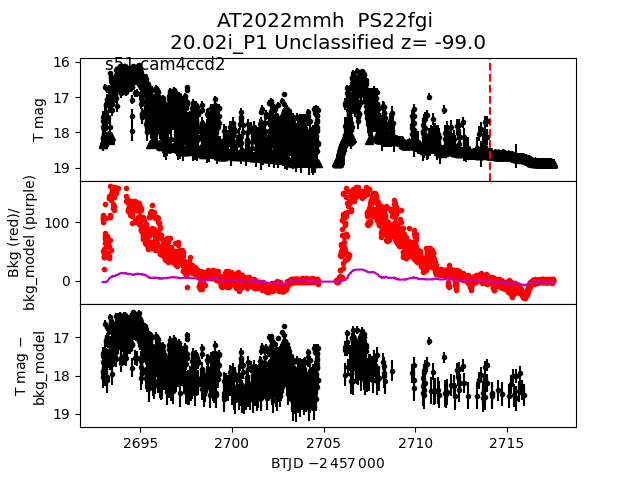 AT2022mmh PS22fgi
20.02i_P1 Unclassified z= -99.0
s51 cam4ccd2
T mag
16
17
18
19
Bkg (red)/
bkg_model (purple)
100
0
T mag −
bkg_model
17
18
19
2695
2700
2705
2710
2715
BTJD −2 457 000